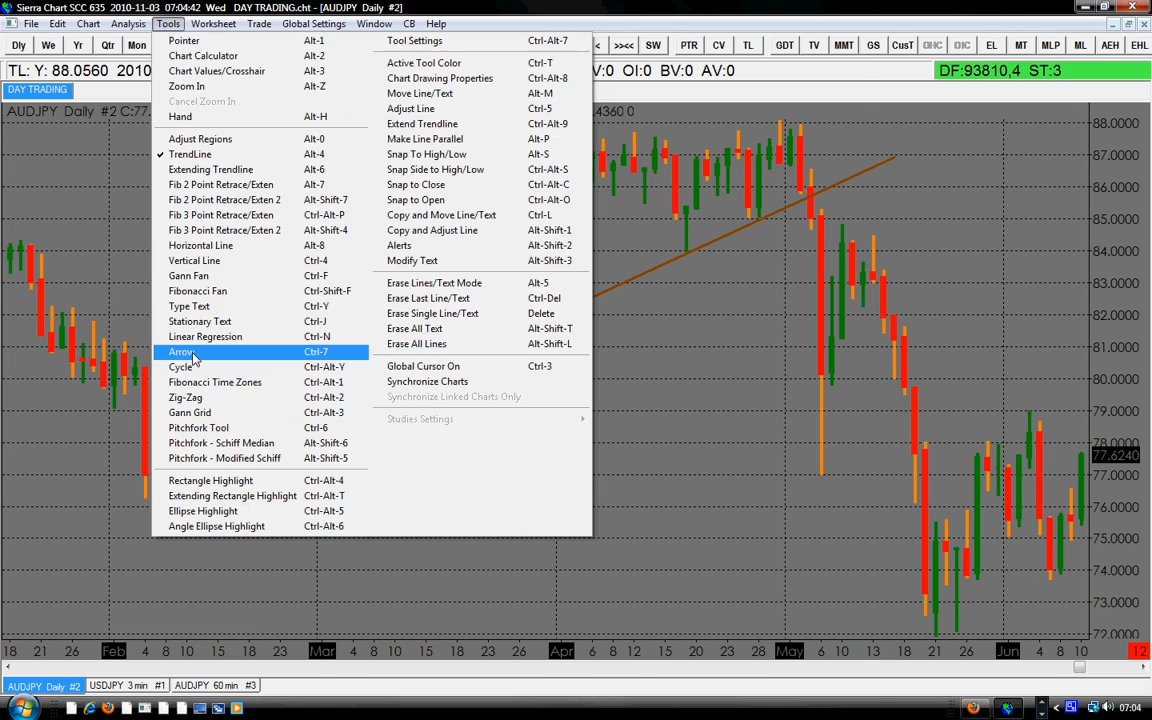 Sierra Chart SCC 635 2010-11-03 Wed 07:04:42 DAY TRADING.cht - [AUDJPY Daily #2]
File Edit Chart Analysis Tools Worksheet Trade Global Settings Window CB Help
Dly We Yr Qtr Mon < >><< SW PTR CV TL GDT TV MMT GS CusT OHC OIC EL MT MLP ML AEH EHL
TL: Y: 88.0560 2010 V:0 OI:0 BV:0 AV:0 DF:93810,4 ST:3
DAY TRADING
AUDJPY Daily #2 C:77. .4360 0
Pointer Alt-1
Chart Calculator Alt-2
Chart Values/Crosshair Alt-3
Zoom In Alt-Z
Cancel Zoom In
Hand Alt-H
Adjust Regions Alt-0
TrendLine Alt-4
Extending Trendline Alt-6
Fib 2 Point Retrace/Exten Alt-7
Fib 2 Point Retrace/Exten 2 Alt-Shift-7
Fib 3 Point Retrace/Exten Ctrl-Alt-P
Fib 3 Point Retrace/Exten 2 Alt-Shift-4
Horizontal Line Alt-8
Vertical Line Ctrl-4
Gann Fan Ctrl-F
Fibonacci Fan Ctrl-Shift-F
Type Text Ctrl-Y
Stationary Text Ctrl-J
Linear Regression Ctrl-N
Arrow Ctrl-7
Cycle Ctrl-Alt-Y
Fibonacci Time Zones Ctrl-Alt-1
Zig-Zag Ctrl-Alt-2
Gann Grid Ctrl-Alt-3
Pitchfork Tool Ctrl-6
Pitchfork - Schiff Median Alt-Shift-6
Pitchfork - Modified Schiff Alt-Shift-5
Rectangle Highlight Ctrl-Alt-4
Extending Rectangle Highlight Ctrl-Alt-T
Ellipse Highlight Ctrl-Alt-5
Angle Ellipse Highlight Ctrl-Alt-6
Tool Settings Ctrl-Alt-7
Active Tool Color Ctrl-T
Chart Drawing Properties Ctrl-Alt-8
Move Line/Text Alt-M
Adjust Line Ctrl-5
Extend Trendline Ctrl-Alt-9
Make Line Parallel Alt-P
Snap To High/Low Alt-S
Snap Side to High/Low Ctrl-Alt-S
Snap to Close Ctrl-Alt-C
Snap to Open Ctrl-Alt-O
Copy and Move Line/Text Ctrl-L
Copy and Adjust Line Alt-Shift-1
Alerts Alt-Shift-2
Modify Text Alt-Shift-3
Erase Lines/Text Mode Alt-5
Erase Last Line/Text Ctrl-Del
Erase Single Line/Text Delete
Erase All Text Alt-Shift-T
Erase All Lines Alt-Shift-L
Global Cursor On Ctrl-3
Synchronize Charts
Synchronize Linked Charts Only
Studies Settings
88.0000
87.0000
86.0000
85.0000
84.0000
83.0000
82.0000
81.0000
80.0000
79.0000
78.0000
77.6240
76.0000
75.0000
74.0000
73.0000
72.0000
18 21 26 Feb 4 8 11 16 19 24 Mar 4 9 12 17 22 25 30 Apr 7 12 15 20 23 28 May 6 10 13 18 21 26 Jun 4 8 10 12
AUDJPY Daily #2 USDJPY 3 min #1 AUDJPY 60 min #3
07:04